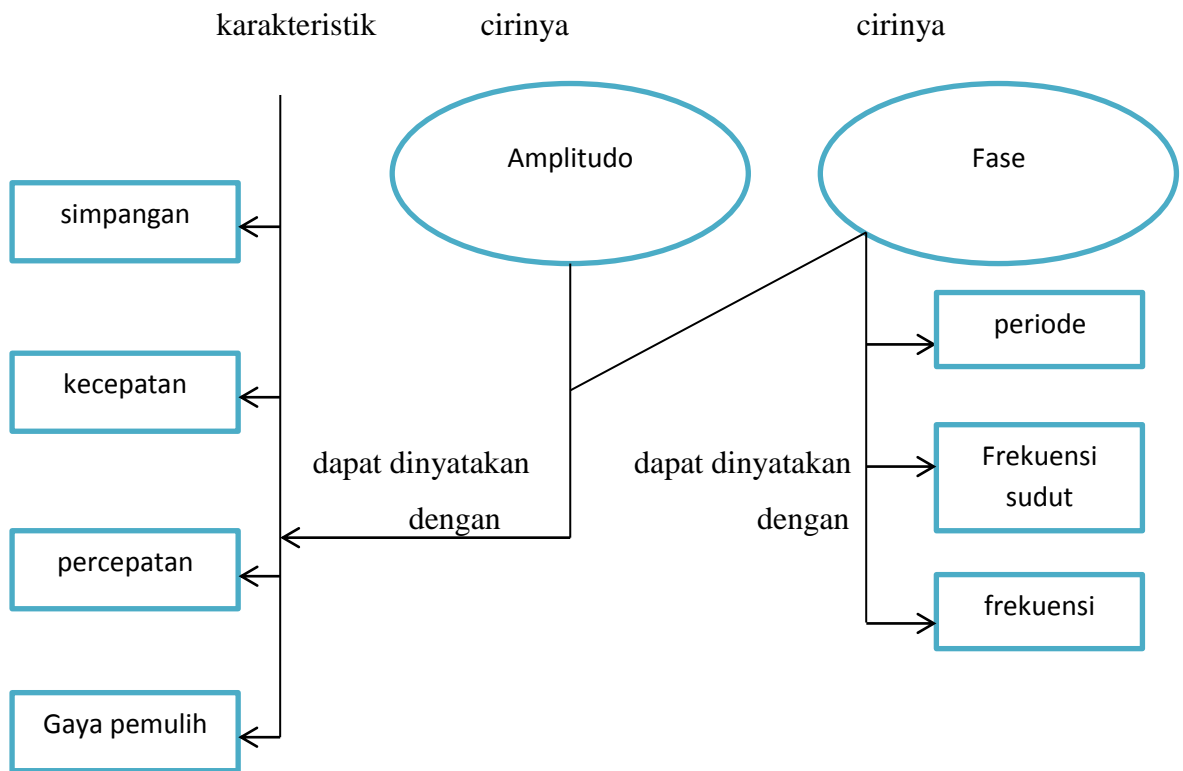 karakteristik cirinya cirinya
Amplitudo
Fase
simpangan
periode
kecepatan
dapat dinyatakan
dengan
dapat dinyatakan
dengan
Frekuensi
sudut
percepatan
frekuensi
Gaya pemulih